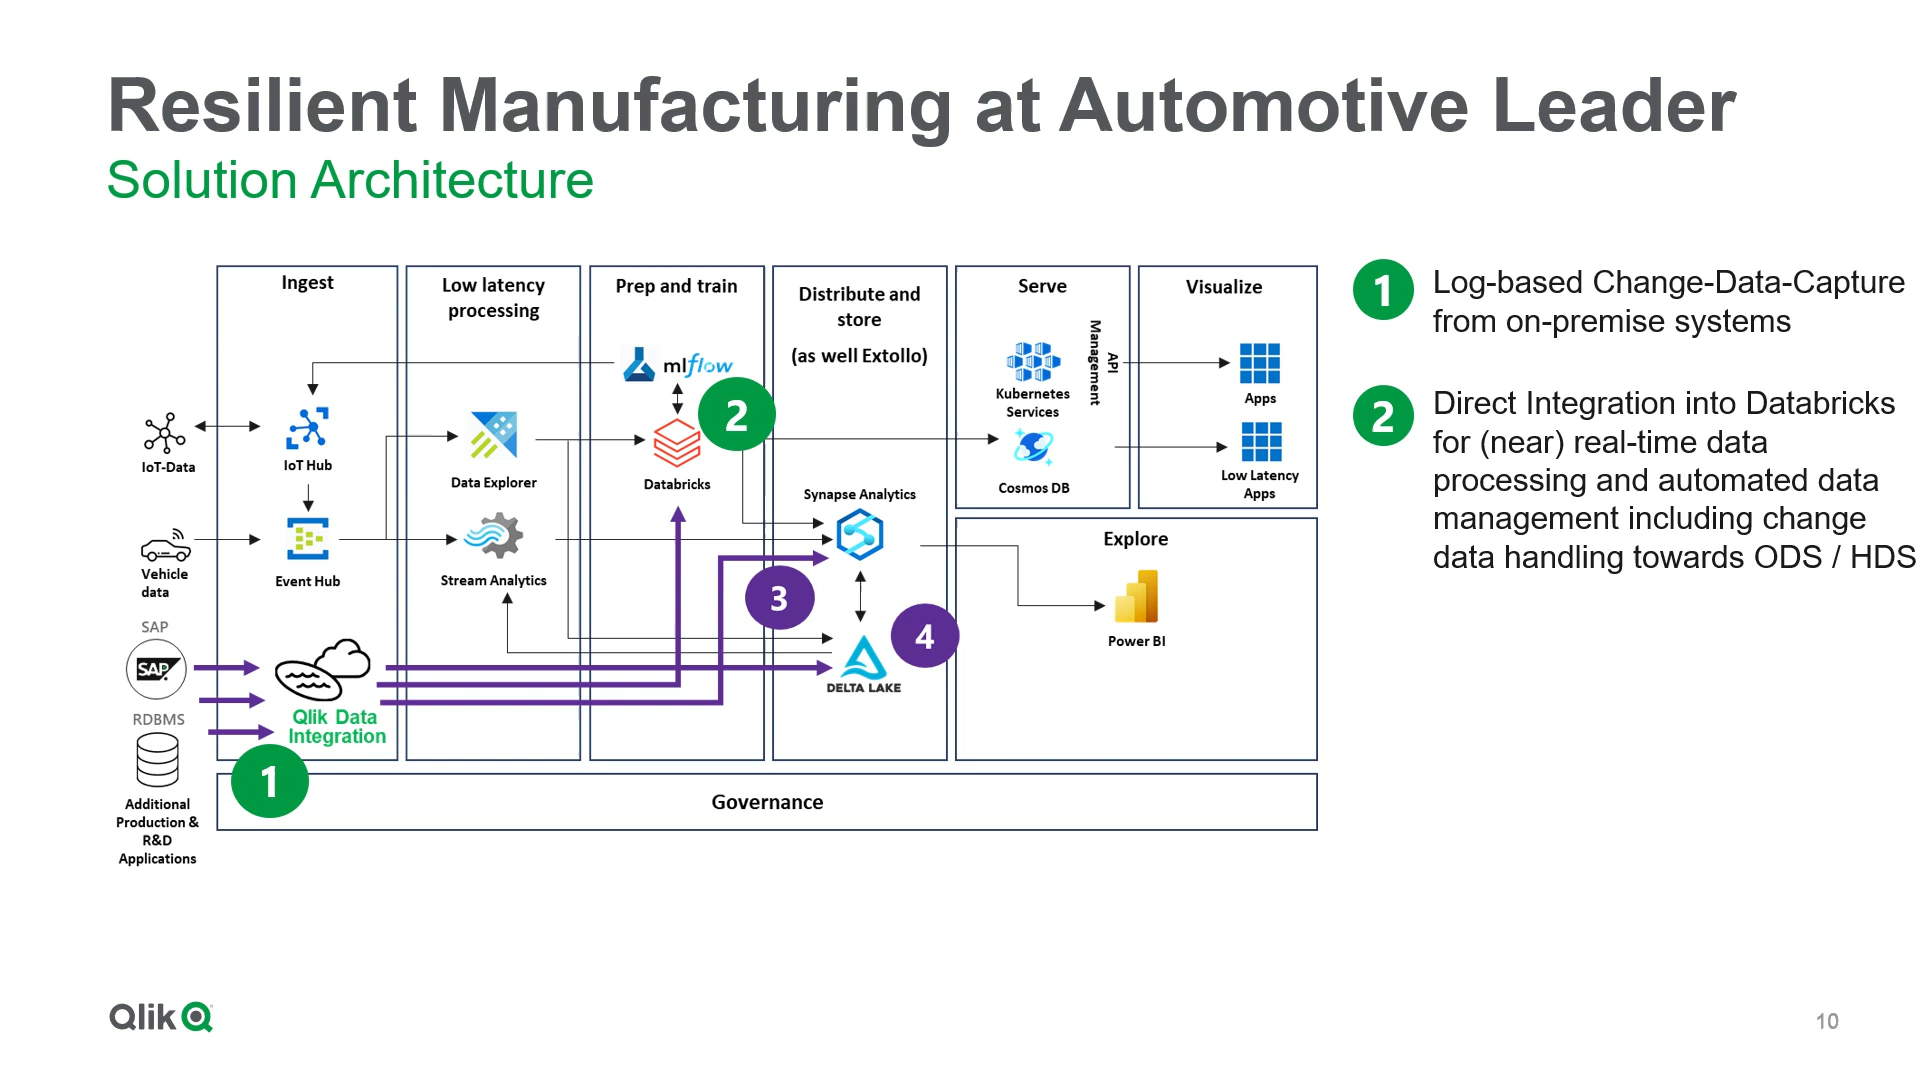 Resilient Manufacturing at Automotive Leader
Solution Architecture
Ingest
Low latency
processing
Prep and train
Distribute and
store
(as well Extollo)
Serve
Visualize
mlflow
API
Management
Kubernetes
Services
Apps
IoT-Data
IoT Hub
Data Explorer
Databricks
2
Synapse Analytics
Cosmos DB
Low Latency
Apps
Vehicle
data
Event Hub
Stream Analytics
3
4
Explore
Power BI
SAP
SAP
DELTA LAKE
RDBMS
Qlik Data
Integration
1
Governance
Additional
Production &
R&D
Applications
1
Log-based Change-Data-Capture
from on-premise systems
2
Direct Integration into Databricks
for (near) real-time data
processing and automated data
management including change
data handling towards ODS / HDS
Qlik
10